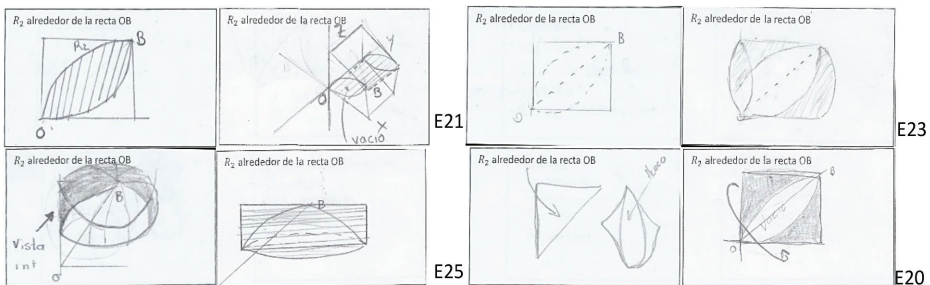 R₂ alrededor de la recta OB
R₂
B
O
R₂ alrededor de la recta OB
Z
Y
O
B
X
vacio
E21
R₂ alrededor de la recta OB
B
O
R₂ alrededor de la recta OB
E23
R₂ alrededor de la recta OB
B
Vista
int
O
R₂ alrededor de la recta OB
B
E25
R₂ alrededor de la recta OB
R₂ alrededor de la recta OB
B
Vacio
O
E20